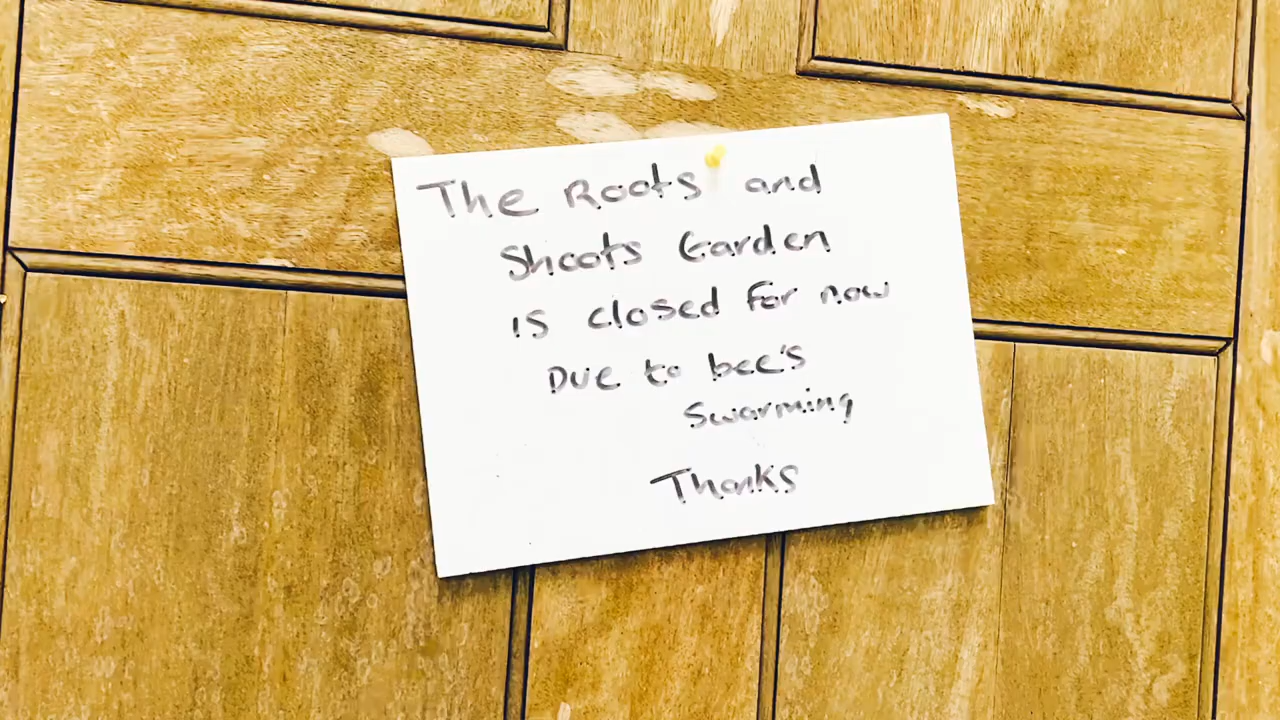 The Roots and
Shoots Garden
is closed for now
Due to bee's
Swarming
Thanks